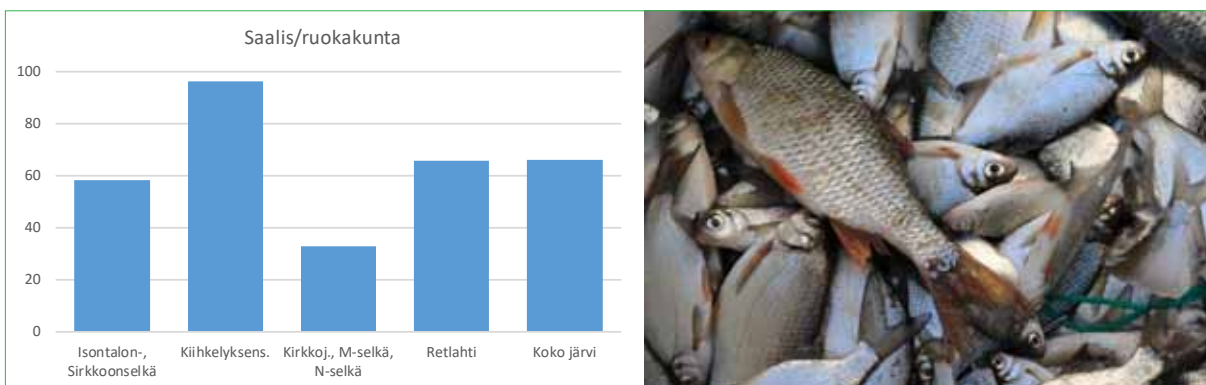 Saalis/ruokakunta
100
80
60
40
20
0
Isontalon-,
Sirkkoonselkä
Kiihkelyksens.
Kirkkoj., M-selkä,
N-selkä
Retlahti
Koko järvi